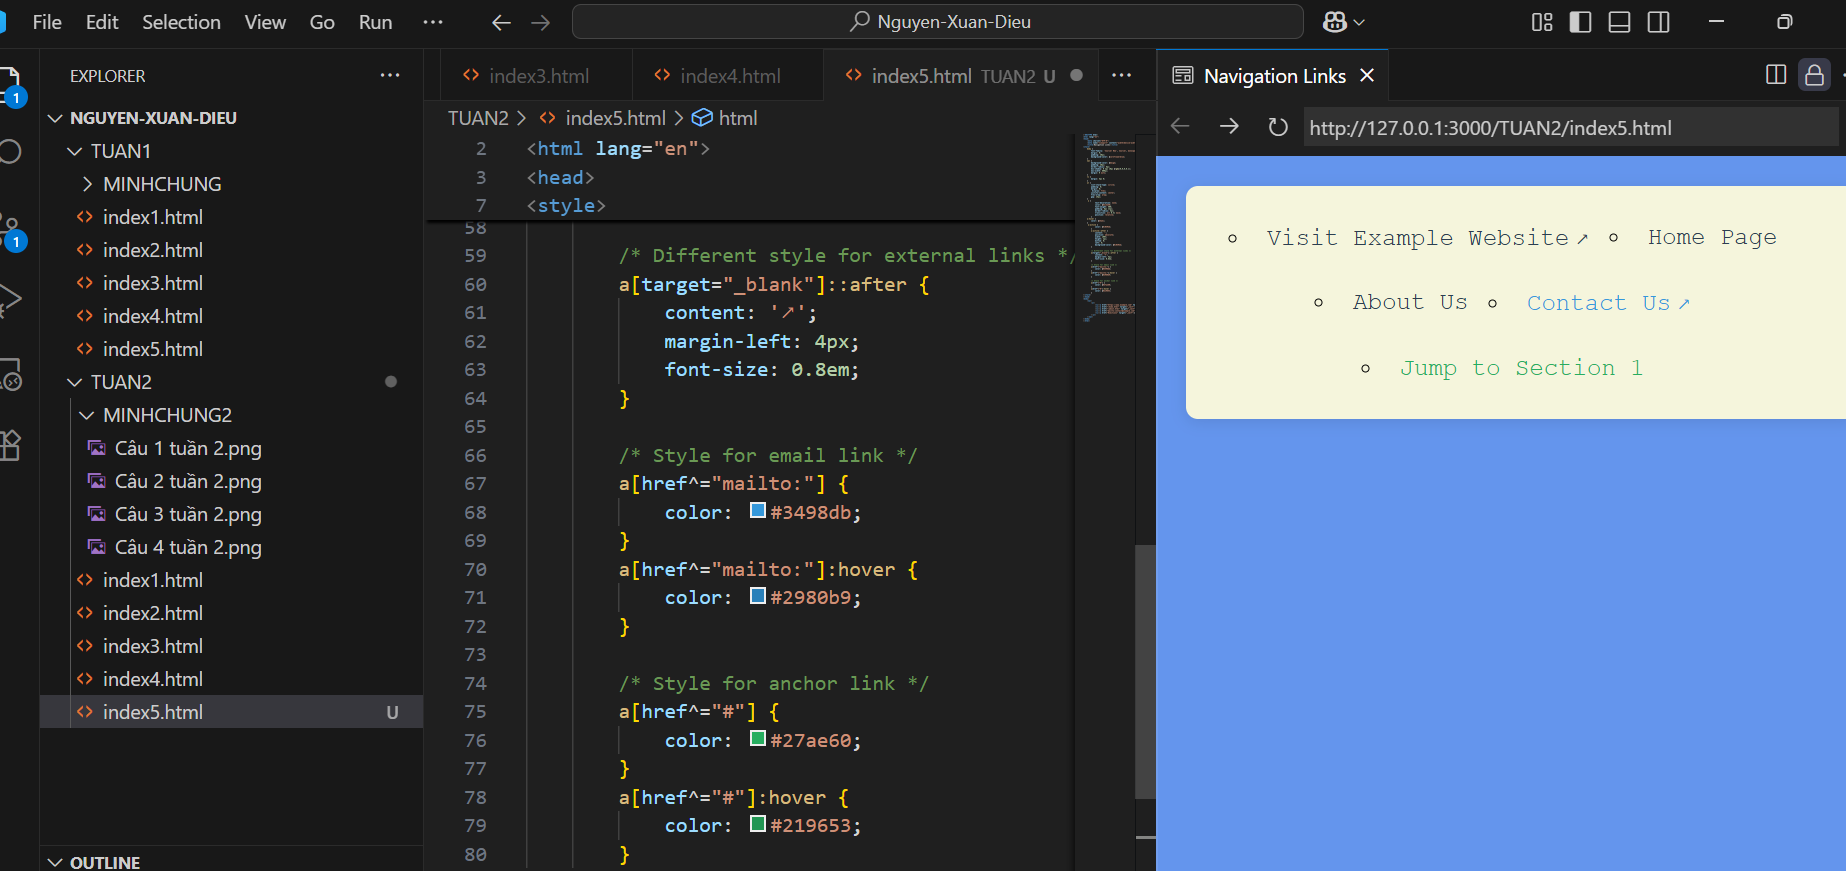 File Edit Selection View Go Run ···
Nguyen-Xuan-Dieu
EXPLORER ···
NGUYEN-XUAN-DIEU
TUAN1
MINHCHUNG
index1.html
index2.html
index3.html
index4.html
index5.html
TUAN2
MINHCHUNG2
Câu 1 tuần 2.png
Câu 2 tuần 2.png
Câu 3 tuần 2.png
Câu 4 tuần 2.png
index1.html
index2.html
index3.html
index4.html
index5.html U
OUTLINE
1
1
index3.html index4.html index5.html TUAN2 U ● ···
TUAN2 > index5.html > html
2 <html lang="en">
3 <head>
7 <style>
58
59 /* Different style for external links */
60 a[target="_blank"]::after {
61 content: '↗';
62 margin-left: 4px;
63 font-size: 0.8em;
64 }
65
66 /* Style for email link */
67 a[href^="mailto:"] {
68 color: #3498db;
69 }
70 a[href^="mailto:"]:hover {
71 color: #2980b9;
72 }
73
74 /* Style for anchor link */
75 a[href^="#"] {
76 color: #27ae60;
77 }
78 a[href^="#"]:hover {
79 color: #219653;
80 }
Navigation Links
http://127.0.0.1:3000/TUAN2/index5.html
Visit Example Website↗ Home Page
About Us Contact Us↗
Jump to Section 1